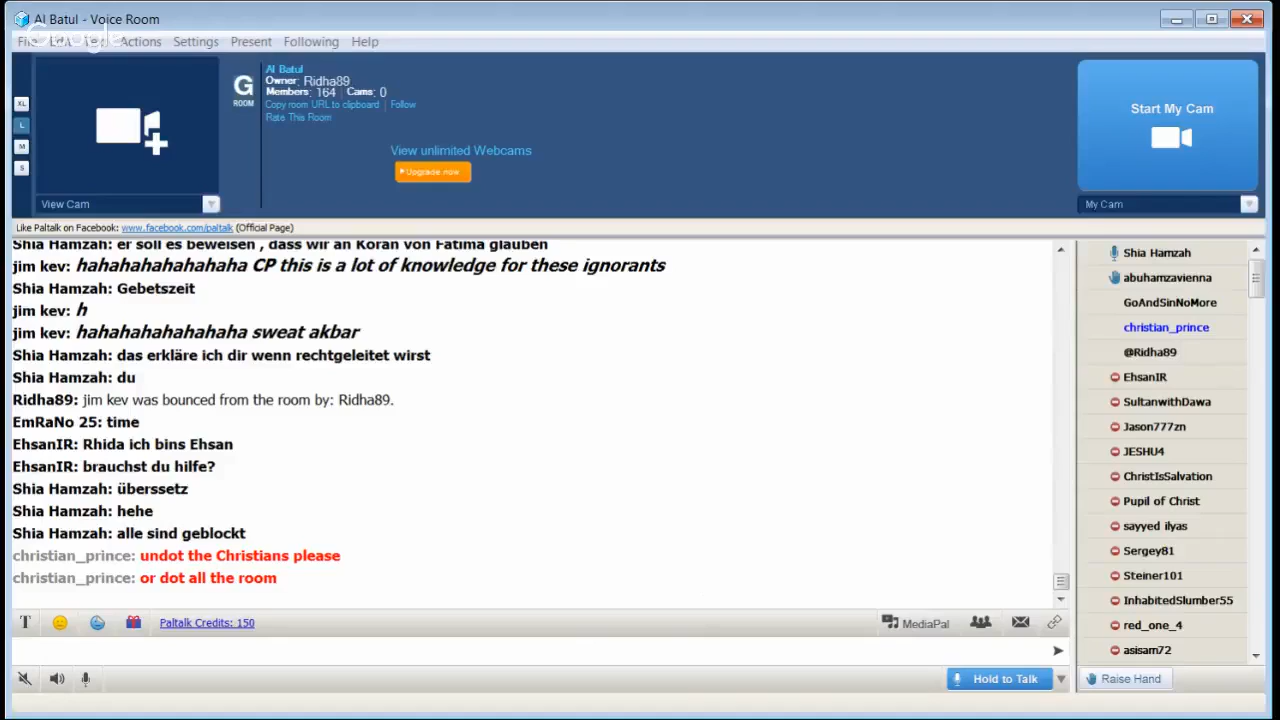 Al Batul - Voice Room
Google
Actions Settings Present Following Help
Al Batul
Owner: Ridha89
Members: 164 Cams: 0
Copy room URL to clipboard | Follow
Rate This Room
G
ROOM
View unlimited Webcams
Upgrade now
Start My Cam
XL
L
M
S
View Cam
My Cam
Like Paltalk on Facebook: www.facebook.com/paltalk (Official Page)
Shia Hamzah: er soll es beweisen , dass wir an Koran von Fatima glauben
jim kev: hahahahahahahaha CP this is a lot of knowledge for these ignorants
Shia Hamzah: Gebetszeit
jim kev: h
jim kev: hahahahahahahaha sweat akbar
Shia Hamzah: das erkläre ich dir wenn rechtgeleitet wirst
Shia Hamzah: du
Ridha89: jim kev was bounced from the room by: Ridha89.
EmRaNo 25: time
EhsanIR: Rhida ich bins Ehsan
EhsanIR: brauchst du hilfe?
Shia Hamzah: überssetz
Shia Hamzah: hehe
Shia Hamzah: alle sind geblockt
christian_prince: undot the Christians please
christian_prince: or dot all the room
Shia Hamzah
abuhamzavienna
GoAndSinNoMore
christian_prince
@Ridha89
EhsanIR
SultanwithDawa
Jason777zn
JESHU4
ChristIsSalvation
Pupil of Christ
sayyed ilyas
Sergey81
Steiner101
InhabitedSlumber55
red_one_4
asisam72
T
Paltalk Credits: 150
MediaPal
Hold to Talk
Raise Hand